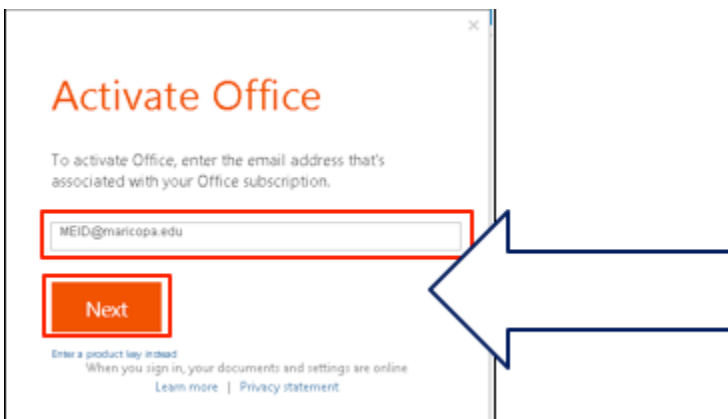 Activate Office
To activate Office, enter the email address that's
associated with your Office subscription.
MEID@maricopa.edu
Next
Enter a product key instead
When you sign in, your documents and settings are online
Learn more | Privacy statement